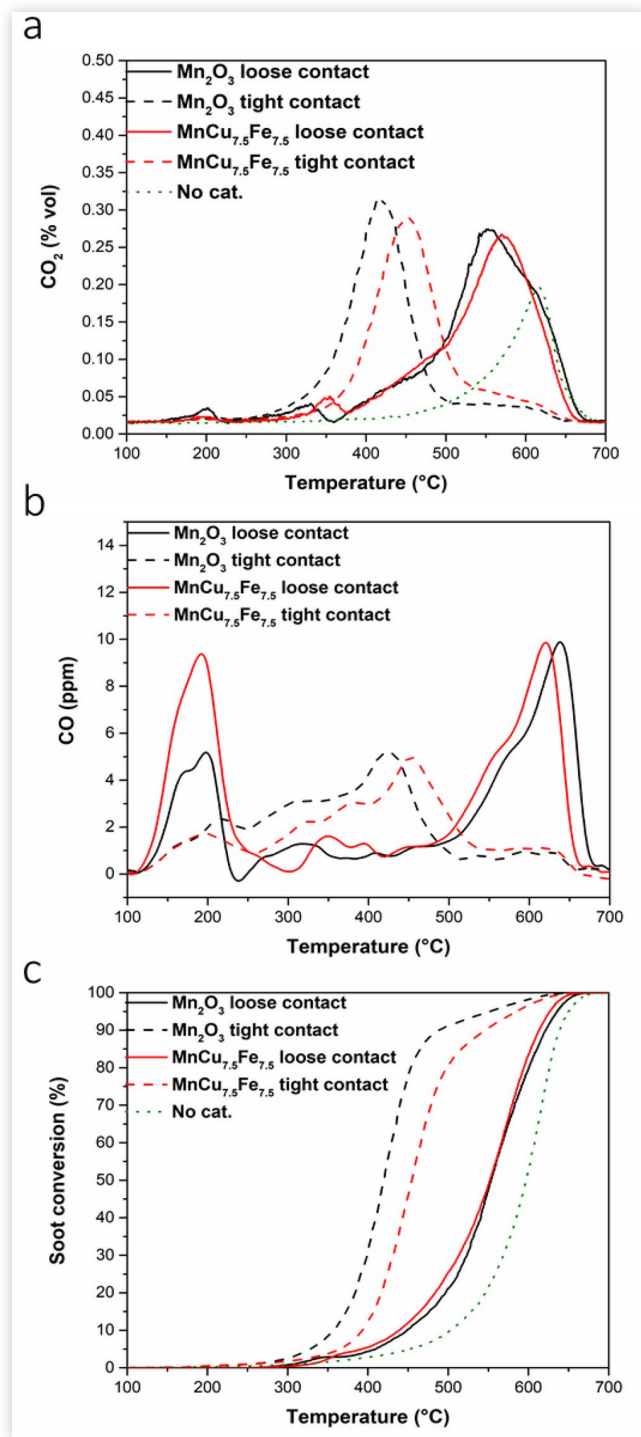 a
0.50
0.45
0.40
0.35
0.30
0.25
0.20
0.15
0.10
0.05
0.00
CO₂ (% vol)
Mn₂O₃ loose contact
Mn₂O₃ tight contact
MnCu₇.₅Fe₇.₅ loose contact
MnCu₇.₅Fe₇.₅ tight contact
No cat.
100 200 300 400 500 600 700
Temperature (°C)
b
14
12
10
8
6
4
2
0
CO (ppm)
Mn₂O₃ loose contact
Mn₂O₃ tight contact
MnCu₇.₅Fe₇.₅ loose contact
MnCu₇.₅Fe₇.₅ tight contact
100 200 300 400 500 600 700
Temperature (°C)
c
100
90
80
70
60
50
40
30
20
10
0
Soot conversion (%)
Mn₂O₃ loose contact
Mn₂O₃ tight contact
MnCu₇.₅Fe₇.₅ loose contact
MnCu₇.₅Fe₇.₅ tight contact
No cat.
100 200 300 400 500 600 700
Temperature (°C)